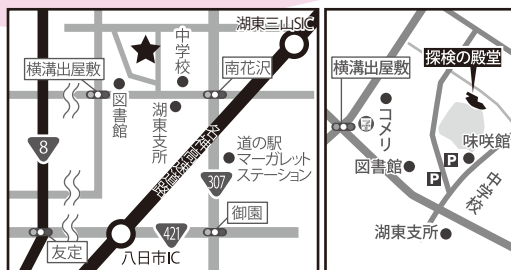 湖東三山SIC
中学校
横溝出屋敷
南花沢
図書館
湖東支所
8
名神高速道路
道の駅
マーガレット
ステーション
307
421
御園
友定
八日市IC
探検の殿堂
横溝出屋敷
〒
コメリ
味咲館
図書館
P
P
中学校
湖東支所